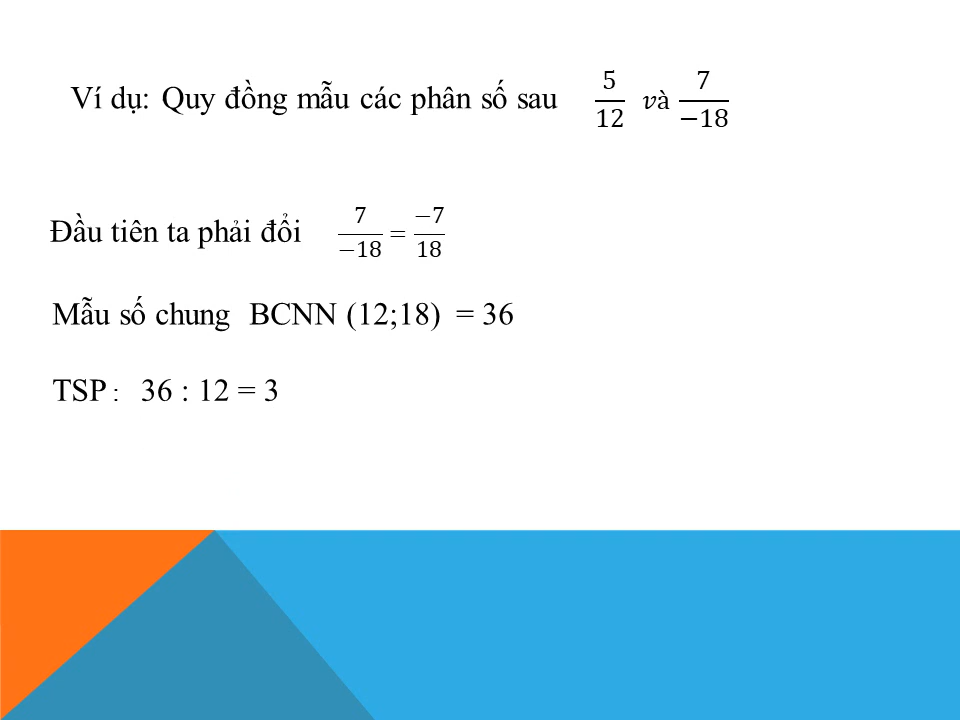 Ví dụ: Quy đồng mẫu các phân số sau 5/12 và 7/−18
Đầu tiên ta phải đổi 7/−18 = −7/18
Mẫu số chung BCNN (12;18) = 36
TSP : 36 : 12 = 3